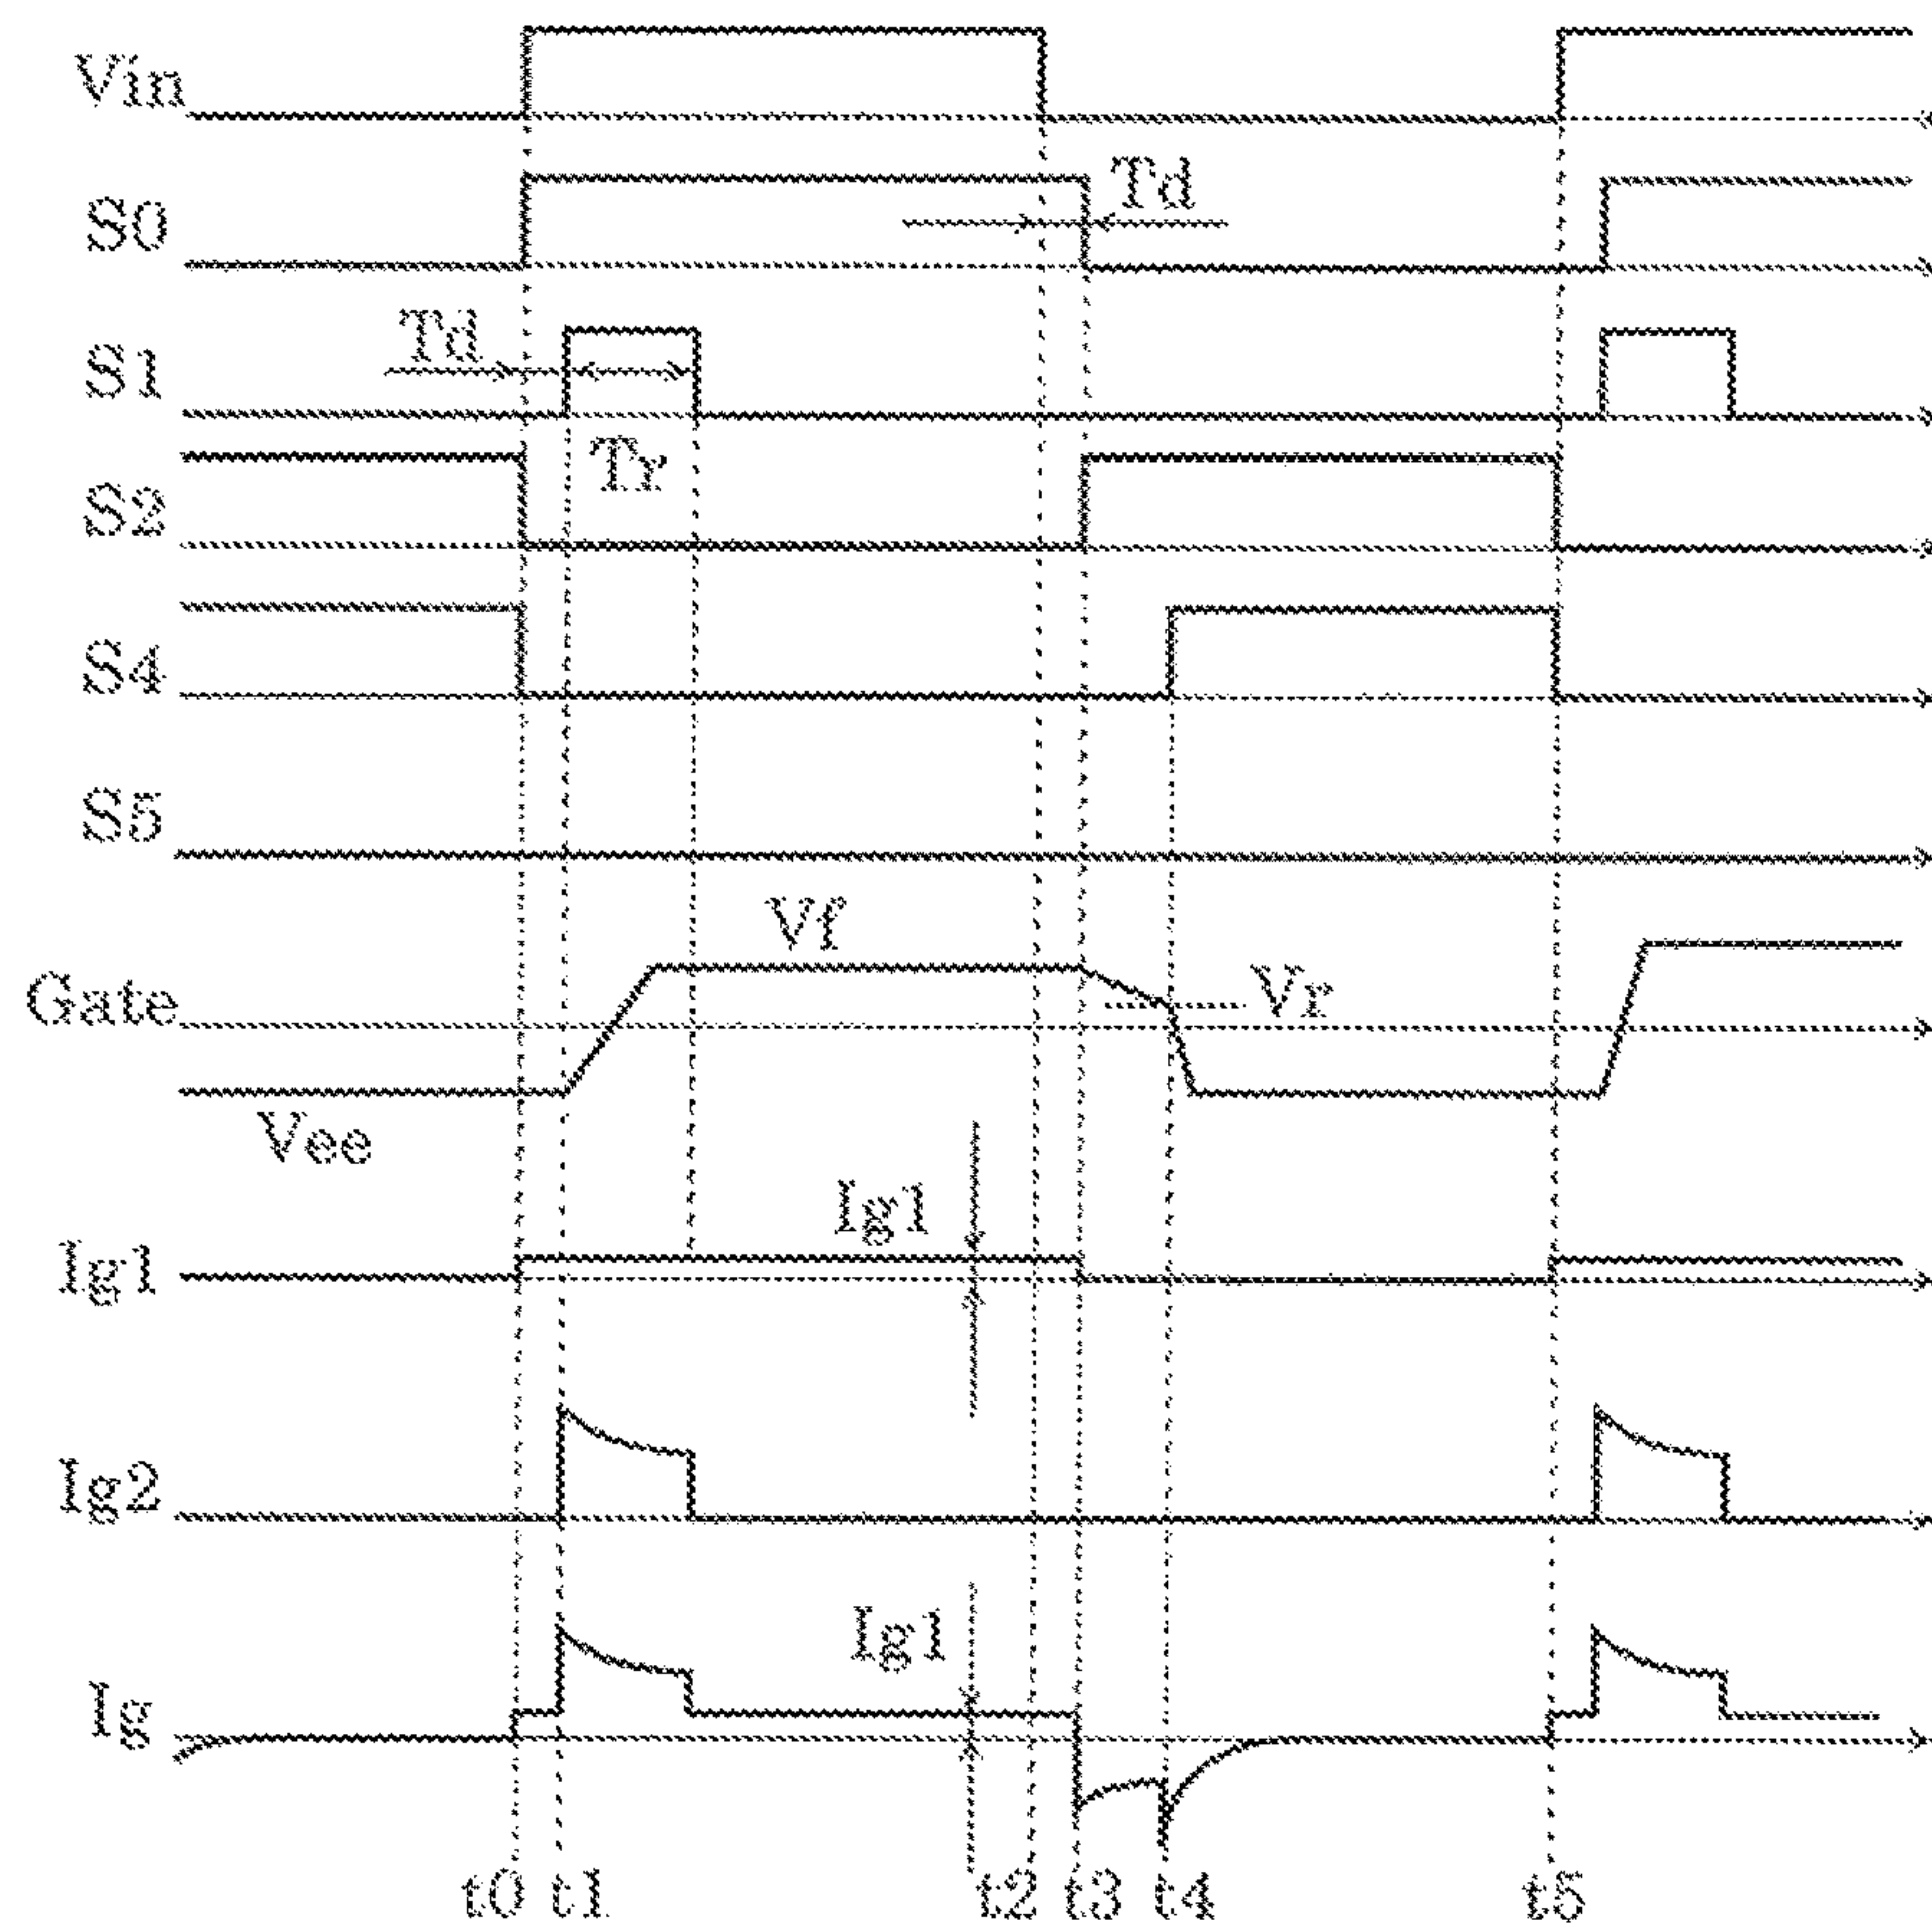 Vin
S0
Td
S1
Td
Tr
S2
S4
S5
Gate
Vf
Vr
Vee
Ig1
Ig1
Ig2
Ig
Ig1
t0 t1 t2 t3 t4 t5